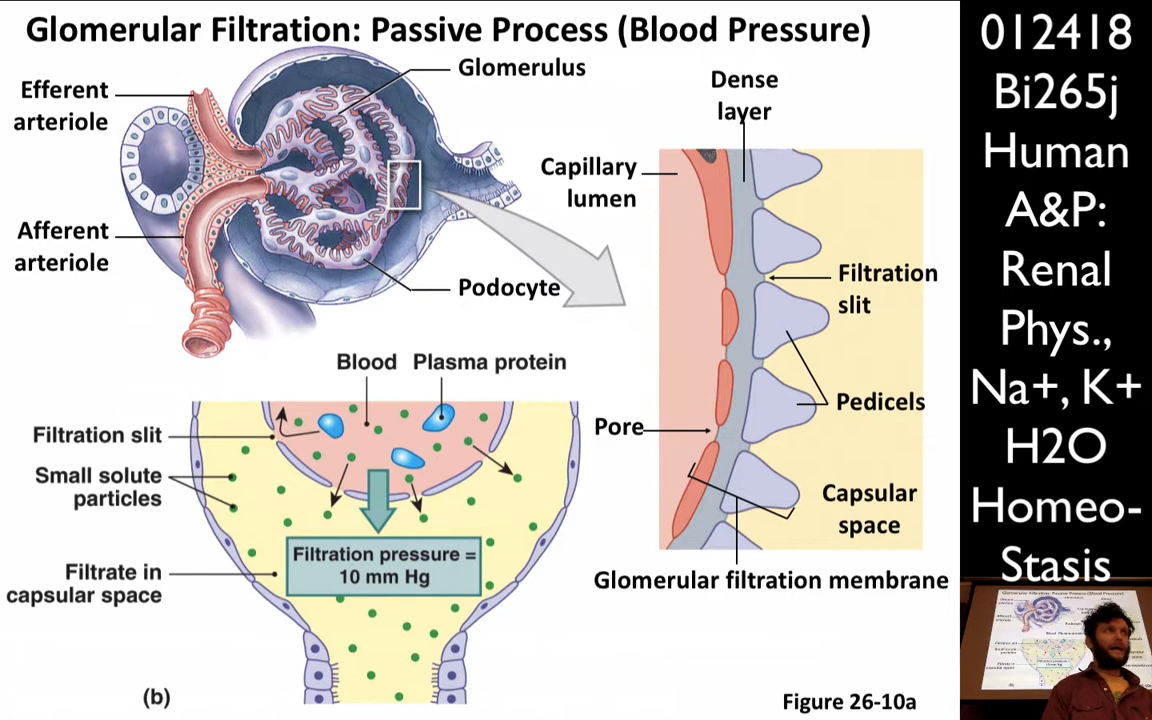 Glomerular Filtration: Passive Process (Blood Pressure)
Efferent
arteriole
Glomerulus
Afferent
arteriole
Podocyte
Dense
layer
Capillary
lumen
Filtration
slit
Pedicels
Pore
Capsular
space
Glomerular filtration membrane
Blood
Plasma protein
Filtration slit
Small solute
particles
Filtration pressure =
10 mm Hg
Filtrate in
capsular space
(b)
Figure 26-10a
012418
Bi265j
Human
A&P:
Renal
Phys.,
Na+, K+
H2O
Homeo-
Stasis